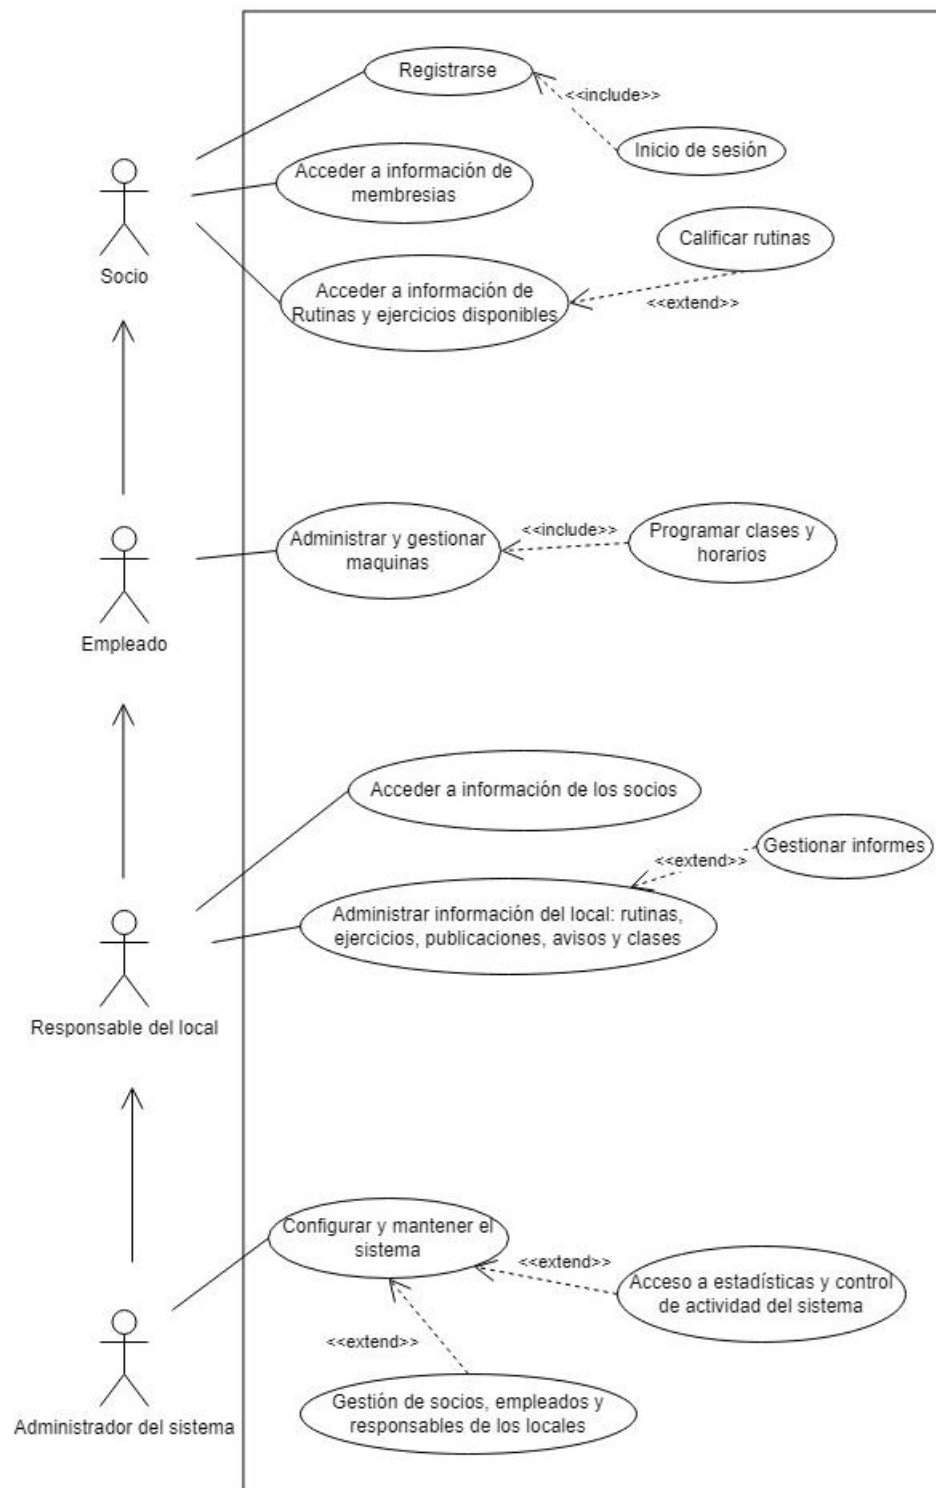 Registrarse
<<include>>
Inicio de sesión
Acceder a información de
membresias
Calificar rutinas
Socio
Acceder a información de
Rutinas y ejercicios disponibles
<<extend>>
Administrar y gestionar
maquinas
<<include>>
Programar clases y
horarios
Empleado
Acceder a información de los socios
Gestionar informes
<<extend>>
Administrar información del local: rutinas,
ejercicios, publicaciones, avisos y clases
Responsable del local
Configurar y mantener el
sistema
<<extend>>
Acceso a estadísticas y control
de actividad del sistema
<<extend>>
Gestión de socios, empleados y
responsables de los locales
Administrador del sistema